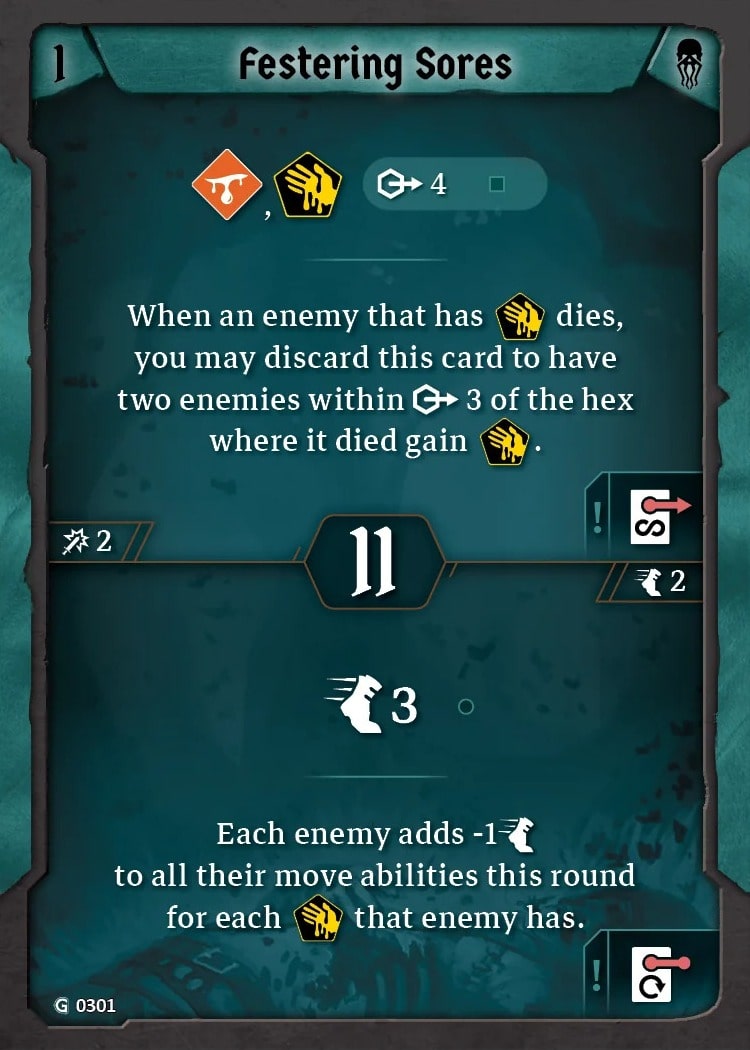 1
Festering Sores
, 4
When an enemy that has dies,
you may discard this card to have
two enemies within 3 of the hex
where it died gain .
!
2
11
2
3
Each enemy adds -1
to all their move abilities this round
for each that enemy has.
!
G 0301